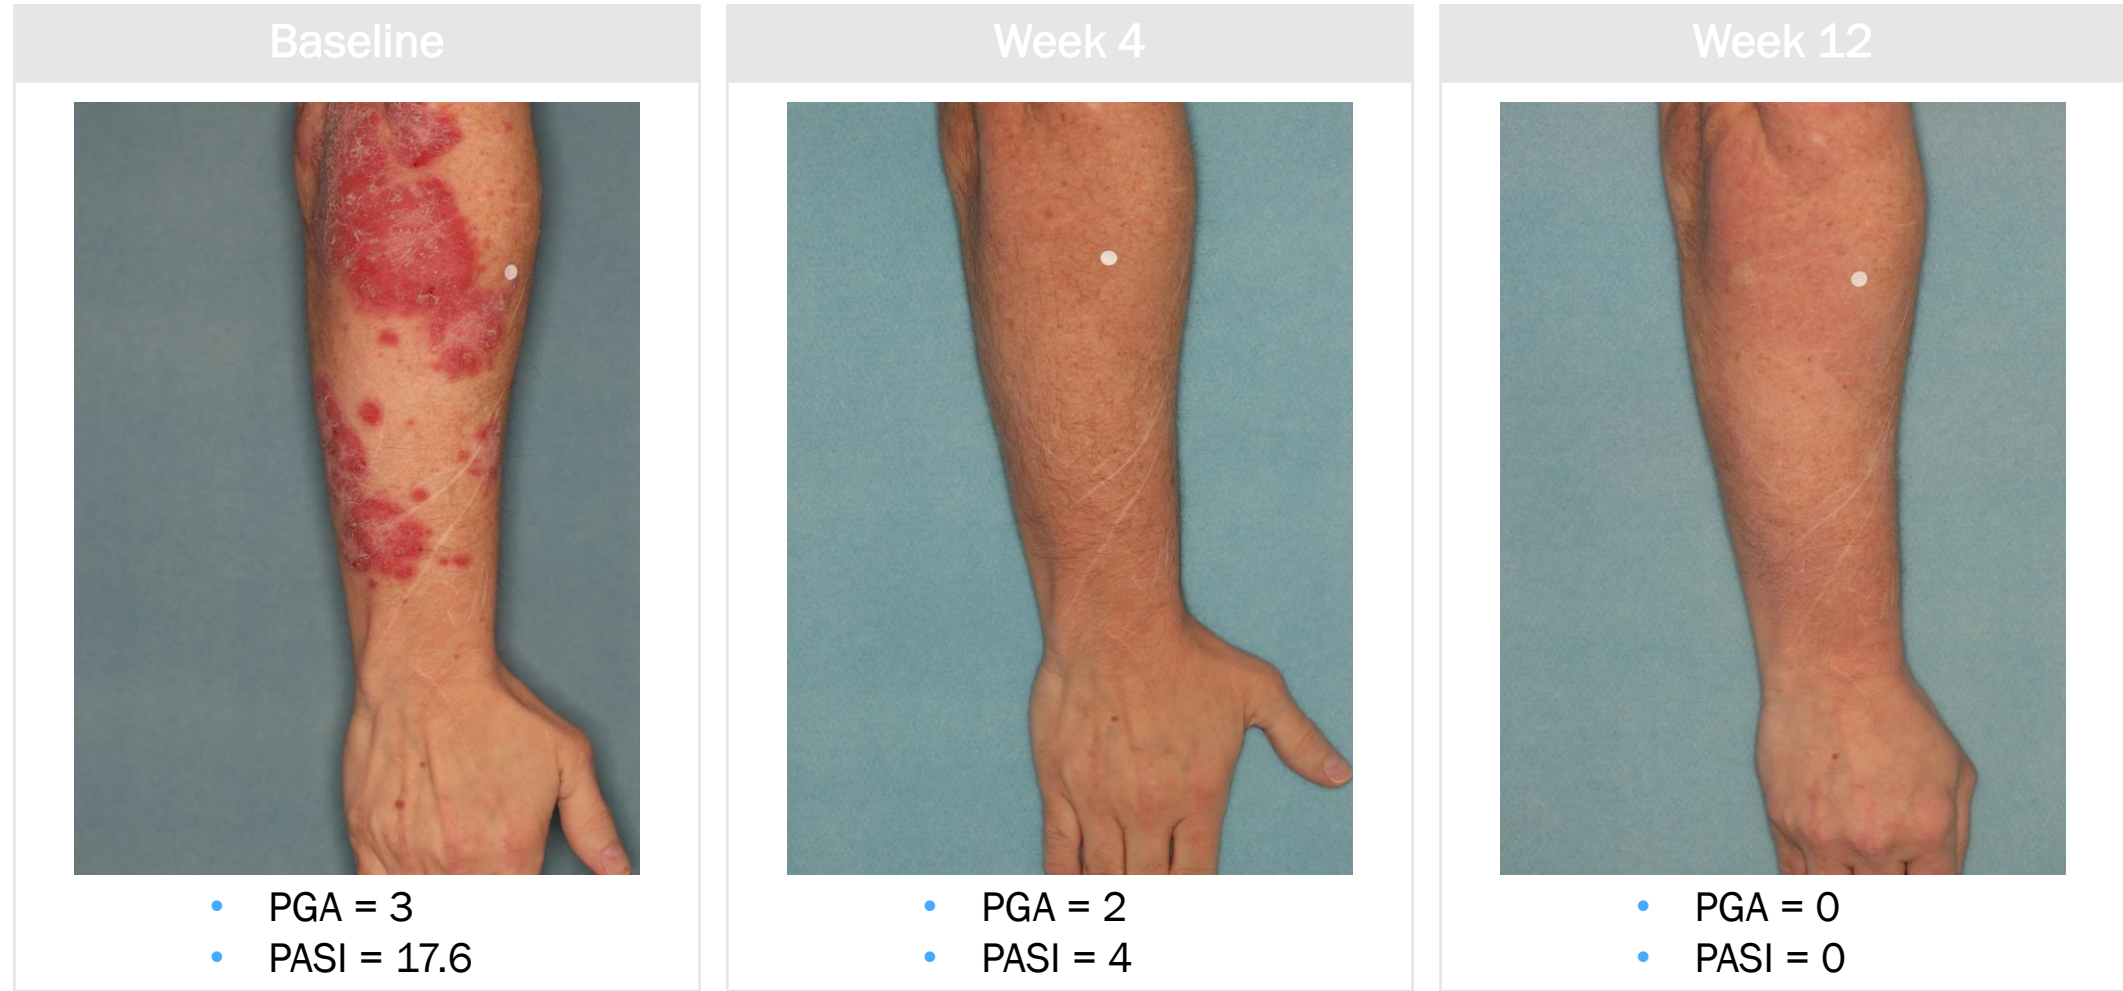 Baseline
Week 4
Week 12
• PGA = 3
• PASI = 17.6
• PGA = 2
• PASI = 4
• PGA = 0
• PASI = 0